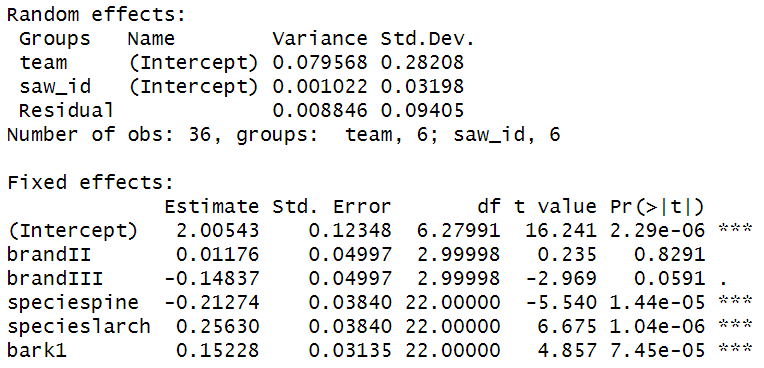 Random effects:
 Groups   Name        Variance Std.Dev.
 team     (Intercept) 0.079568 0.28208
 saw_id   (Intercept) 0.001022 0.03198
 Residual             0.008846 0.09405
Number of obs: 36, groups:  team, 6; saw_id, 6

Fixed effects:
             Estimate Std. Error       df t value Pr(>|t|)
(Intercept)   2.00543    0.12348  6.27991  16.241 2.29e-06 ***
brandII       0.01176    0.04997  2.99998   0.235   0.8291
brandIII     -0.14837    0.04997  2.99998  -2.969   0.0591 .
speciespine  -0.21274    0.03840 22.00000  -5.540 1.44e-05 ***
specieslarch  0.25630    0.03840 22.00000   6.675 1.04e-06 ***
bark1         0.15228    0.03135 22.00000   4.857 7.45e-05 ***